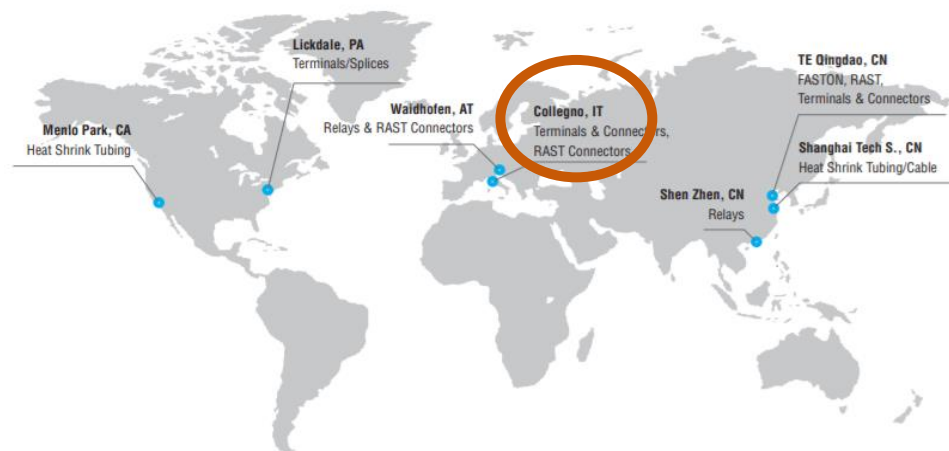 Lickdale, PA
Terminals/Splices
Menlo Park, CA
Heat Shrink Tubing
Waidhofen, AT
Relays & RAST Connectors
Collegno, IT
Terminals & Connectors,
RAST Connectors
TE Qingdao, CN
FASTON, RAST,
Terminals & Connectors
Shanghai Tech S., CN
Heat Shrink Tubing/Cable
Shen Zhen, CN
Relays